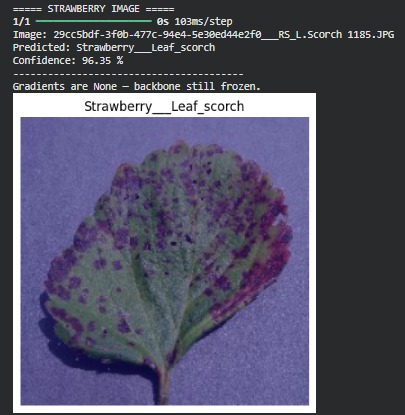 ===== STRAWBERRY IMAGE =====
1/1 ━━━━━━━━━━━━━━━━━━━━ 0s 103ms/step
Image: 29cc5bdf-3f0b-477c-94e4-5e30ed44e2f0___RS_L.Scorch 1185.JPG
Predicted: Strawberry___Leaf_scorch
Confidence: 96.35 %
----------------------------------------
Gradients are None — backbone still frozen.
Strawberry___Leaf_scorch